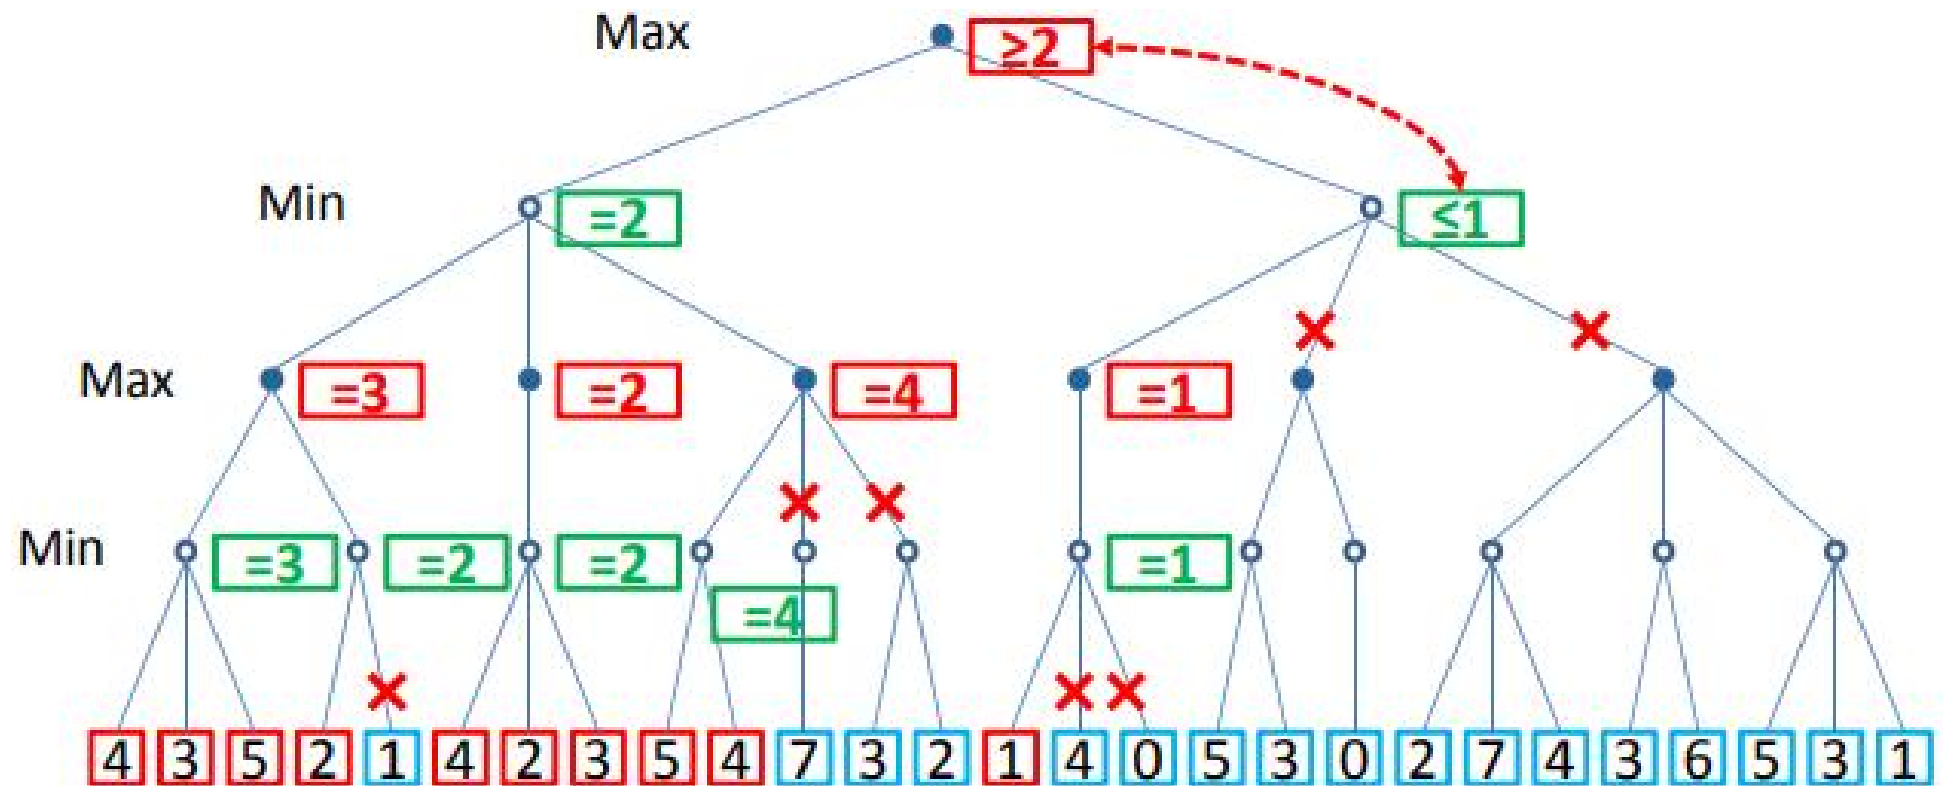 Max ≥2
Min =2 ≤1
Max =3 =2 =4 =1
Min =3 =2 =2 =1
=4
4 3 5 2 1 4 2 3 5 4 7 3 2 1 4 0 5 3 0 2 7 4 3 6 5 3 1